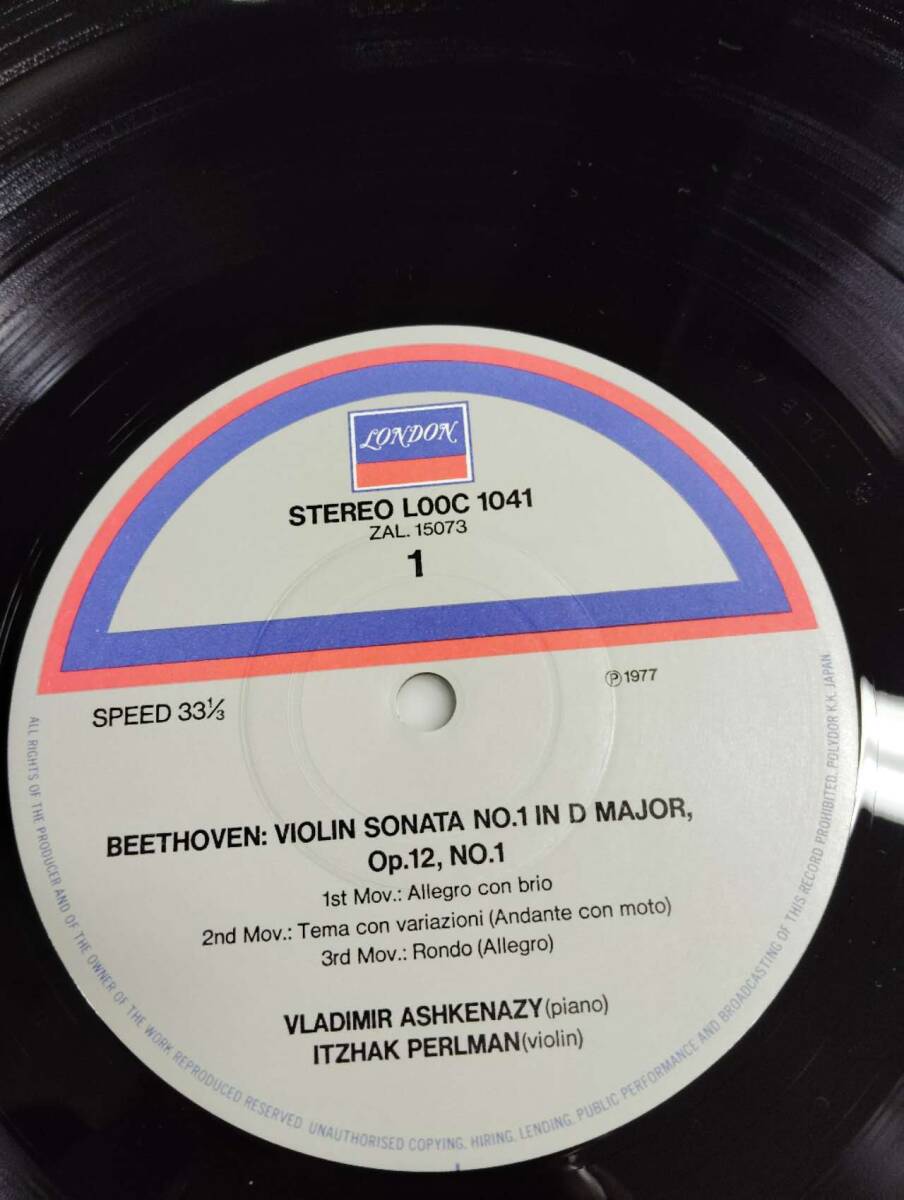 LONDON
STEREO L00C 1041
ZAL. 15073
1
SPEED 33⅓
Ⓟ1977
BEETHOVEN: VIOLIN SONATA NO.1 IN D MAJOR,
Op.12, NO.1
1st Mov.: Allegro con brio
2nd Mov.: Tema con variazioni (Andante con moto)
3rd Mov.: Rondo (Allegro)
VLADIMIR ASHKENAZY(piano)
ITZHAK PERLMAN(violin)
ALL RIGHTS OF THE PRODUCER AND OF THE OWNER OF THE WORK REPRODUCED RESERVED. UNAUTHORISED COPYING, HIRING, LENDING, PUBLIC PERFORMANCE AND BROADCASTING OF THIS RECORD PROHIBITED. POLYDOR K.K. JAPAN